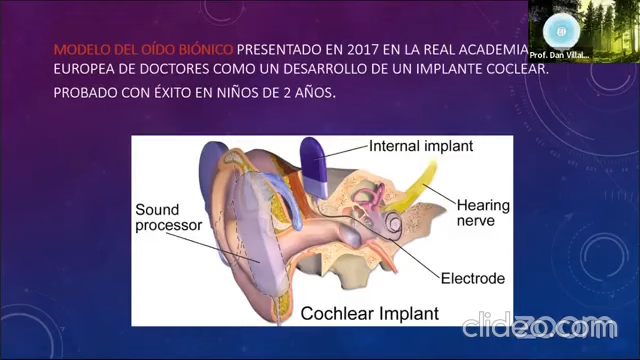 MODELO DEL OÍDO BIÓNICO PRESENTADO EN 2017 EN LA REAL ACADEMIA
EUROPEA DE DOCTORES COMO UN DESARROLLO DE UN IMPLANTE COCLEAR.
PROBADO CON ÉXITO EN NIÑOS DE 2 AÑOS.
Prof. Dan Villal...
Internal implant
Sound
processor
Hearing
nerve
Electrode
Cochlear Implant
clideo.com
zoom